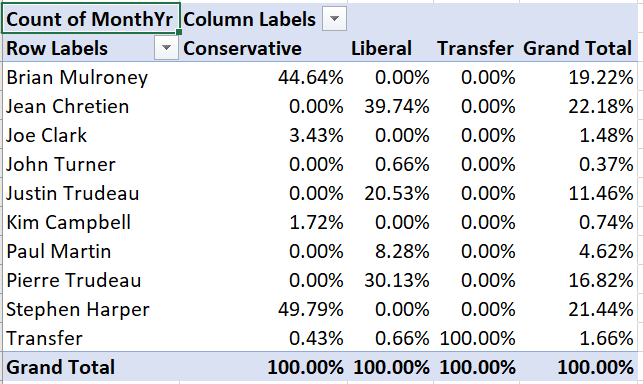 Count of MonthYr Column Labels
Row Labels Conservative Liberal Transfer Grand Total
Brian Mulroney 44.64% 0.00% 0.00% 19.22%
Jean Chretien 0.00% 39.74% 0.00% 22.18%
Joe Clark 3.43% 0.00% 0.00% 1.48%
John Turner 0.00% 0.66% 0.00% 0.37%
Justin Trudeau 0.00% 20.53% 0.00% 11.46%
Kim Campbell 1.72% 0.00% 0.00% 0.74%
Paul Martin 0.00% 8.28% 0.00% 4.62%
Pierre Trudeau 0.00% 30.13% 0.00% 16.82%
Stephen Harper 49.79% 0.00% 0.00% 21.44%
Transfer 0.43% 0.66% 100.00% 1.66%
Grand Total 100.00% 100.00% 100.00% 100.00%